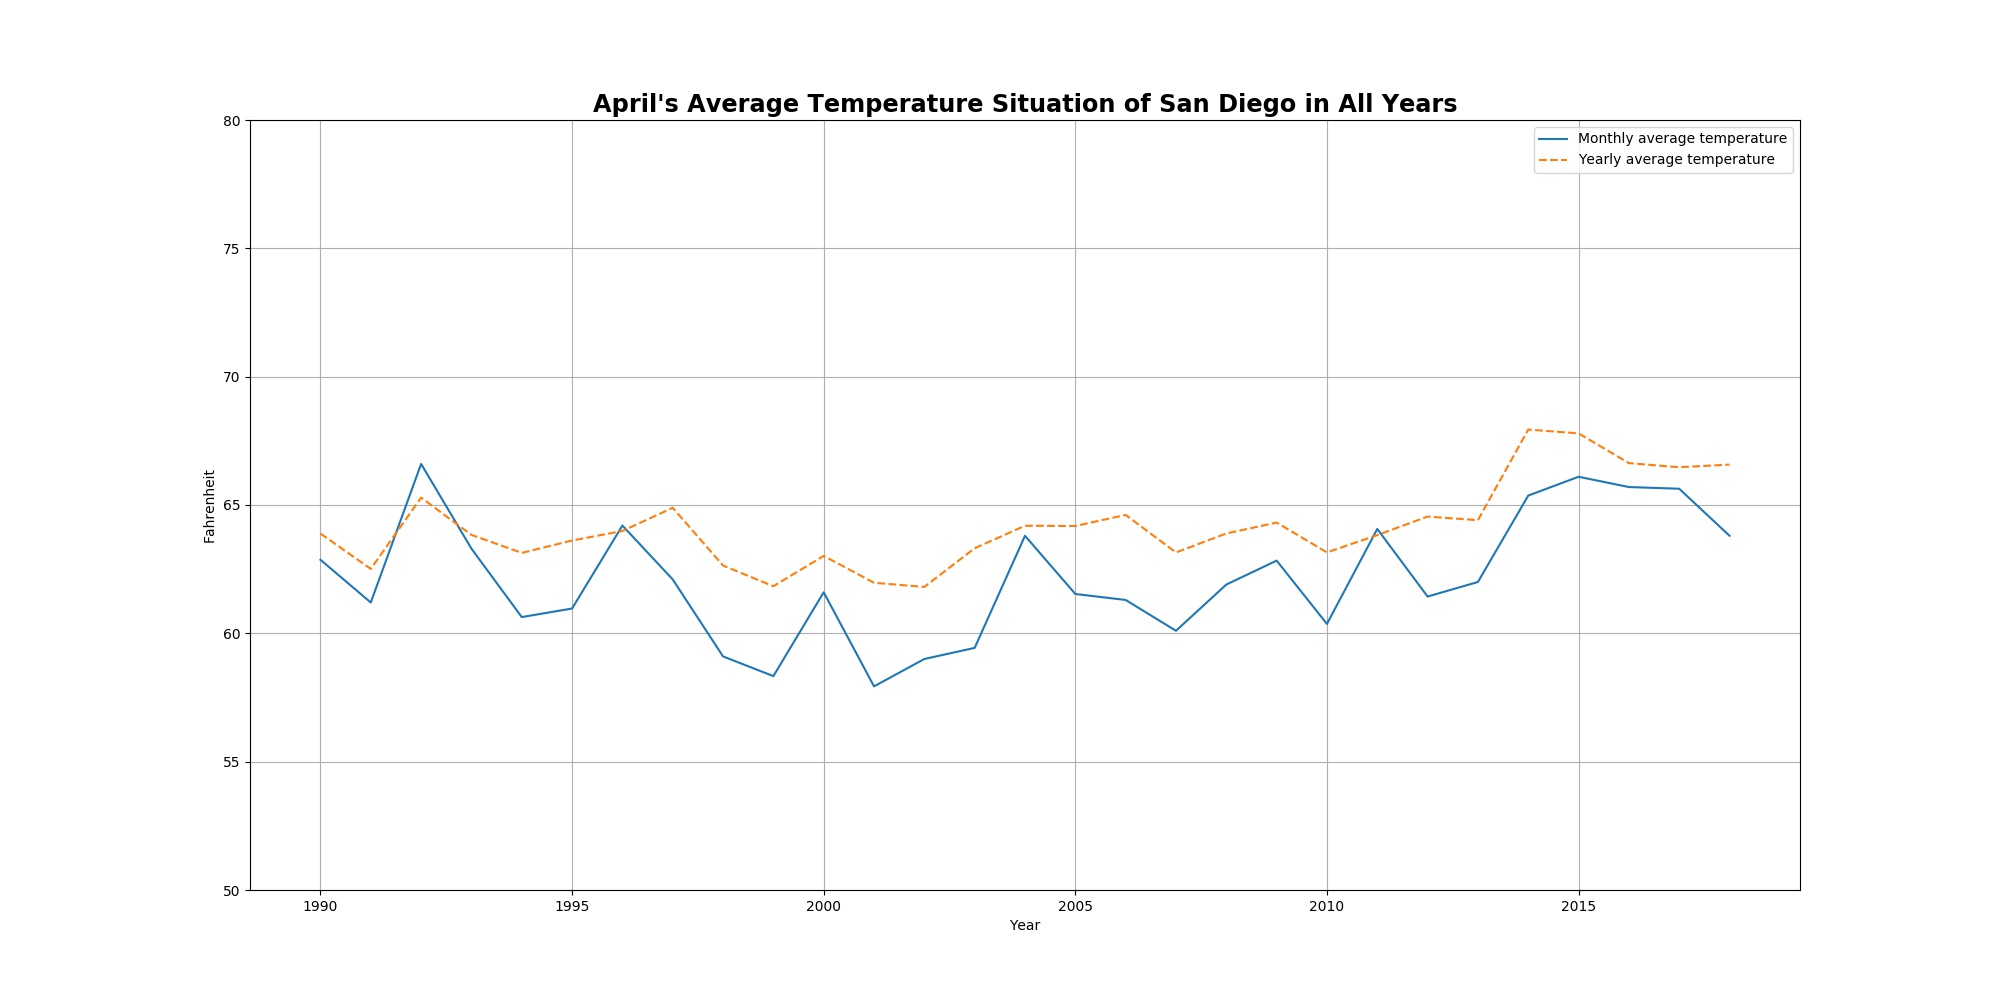 April's Average Temperature Situation of San Diego in All Years
80
75
70
65
60
55
50
Fahrenheit
Monthly average temperature
Yearly average temperature
1990 1995 2000 2005 2010 2015
Year